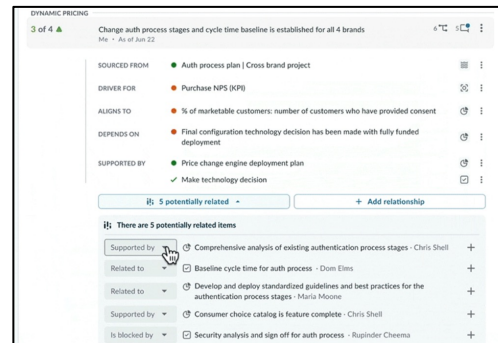 DYNAMIC PRICING
3 of 4
Change auth process stages and cycle time baseline is established for all 4 brands
6
5
Me · As of Jun 22
SOURCED FROM
Auth process plan | Cross brand project
DRIVER FOR
Purchase NPS (KPI)
ALIGNS TO
% of marketable customers: number of customers who have provided consent
DEPENDS ON
Final configuration technology decision has been made with fully funded
deployment
SUPPORTED BY
Price change engine deployment plan
Make technology decision
5 potentially related
+ Add relationship
There are 5 potentially related items
Supported by
Comprehensive analysis of existing authentication process stages · Chris Shell
Related to
Baseline cycle time for auth process · Dom Elms
Related to
Develop and deploy standardized guidelines and best practices for the
authentication process stages · Maria Moone
Supported by
Consumer choice catalog is feature complete · Chris Shell
Is blocked by
Security analysis and sign off for auth process · Rupinder Cheema